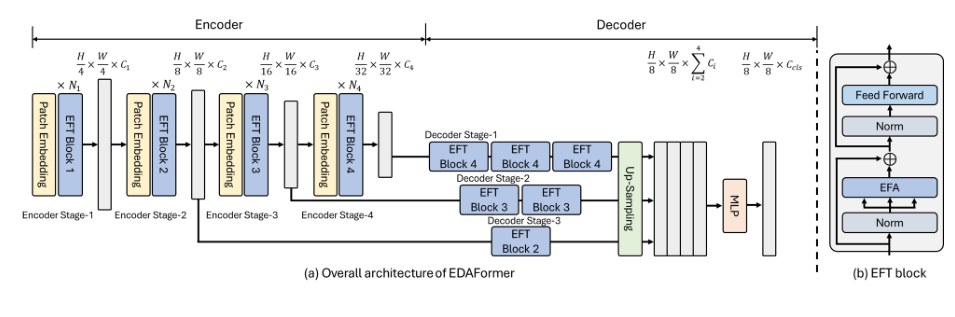 Encoder
Decoder
H/4 × W/4 × C₁
H/8 × W/8 × C₂
H/16 × W/16 × C₃
H/32 × W/32 × C₄
H/8 × W/8 × ∑⁴ᵢ₌₂ Cᵢ
H/8 × W/8 × C_cls
× N₁
× N₂
× N₃
× N₄
Patch Embedding
EFT Block 1
Patch Embedding
EFT Block 2
Patch Embedding
EFT Block 3
Patch Embedding
EFT Block 4
Encoder Stage-1
Encoder Stage-2
Encoder Stage-3
Encoder Stage-4
Decoder Stage-1
EFT
Block 4
EFT
Block 4
EFT
Block 4
Decoder Stage-2
EFT
Block 3
EFT
Block 3
Decoder Stage-3
EFT
Block 2
Up-Sampling
MLP
Feed Forward
Norm
EFA
Norm
(a) Overall architecture of EDAFormer
(b) EFT block